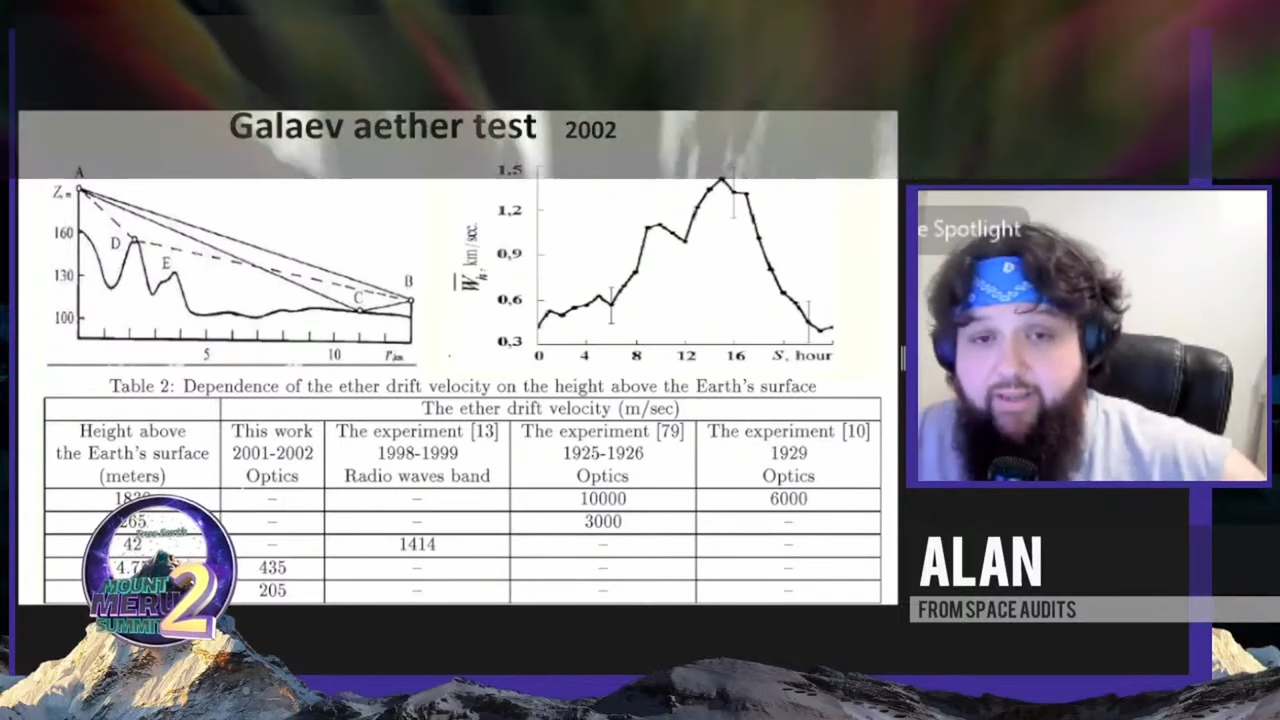 Galaev aether test 2002
A
Z, m
160
130
100
D
E
C
B
5
10
r, km
1,5
1,2
0,9
0,6
0,3
W̅h, km/sec.
0
4
8
12
16
S, hour
Table 2: Dependence of the ether drift velocity on the height above the Earth's surface
The ether drift velocity (m/sec)
Height above
the Earth's surface
(meters)
This work
2001-2002
Optics
The experiment [13]
1998-1999
Radio waves band
The experiment [79]
1925-1926
Optics
The experiment [10]
1929
Optics
– – 10000 6000
265 – – 3000 –
42 – 1414 – –
435 – – –
205 – – –
MOUNT
MERU
SUMMIT
2
e Spotlight
ALAN
FROM SPACE AUDITS